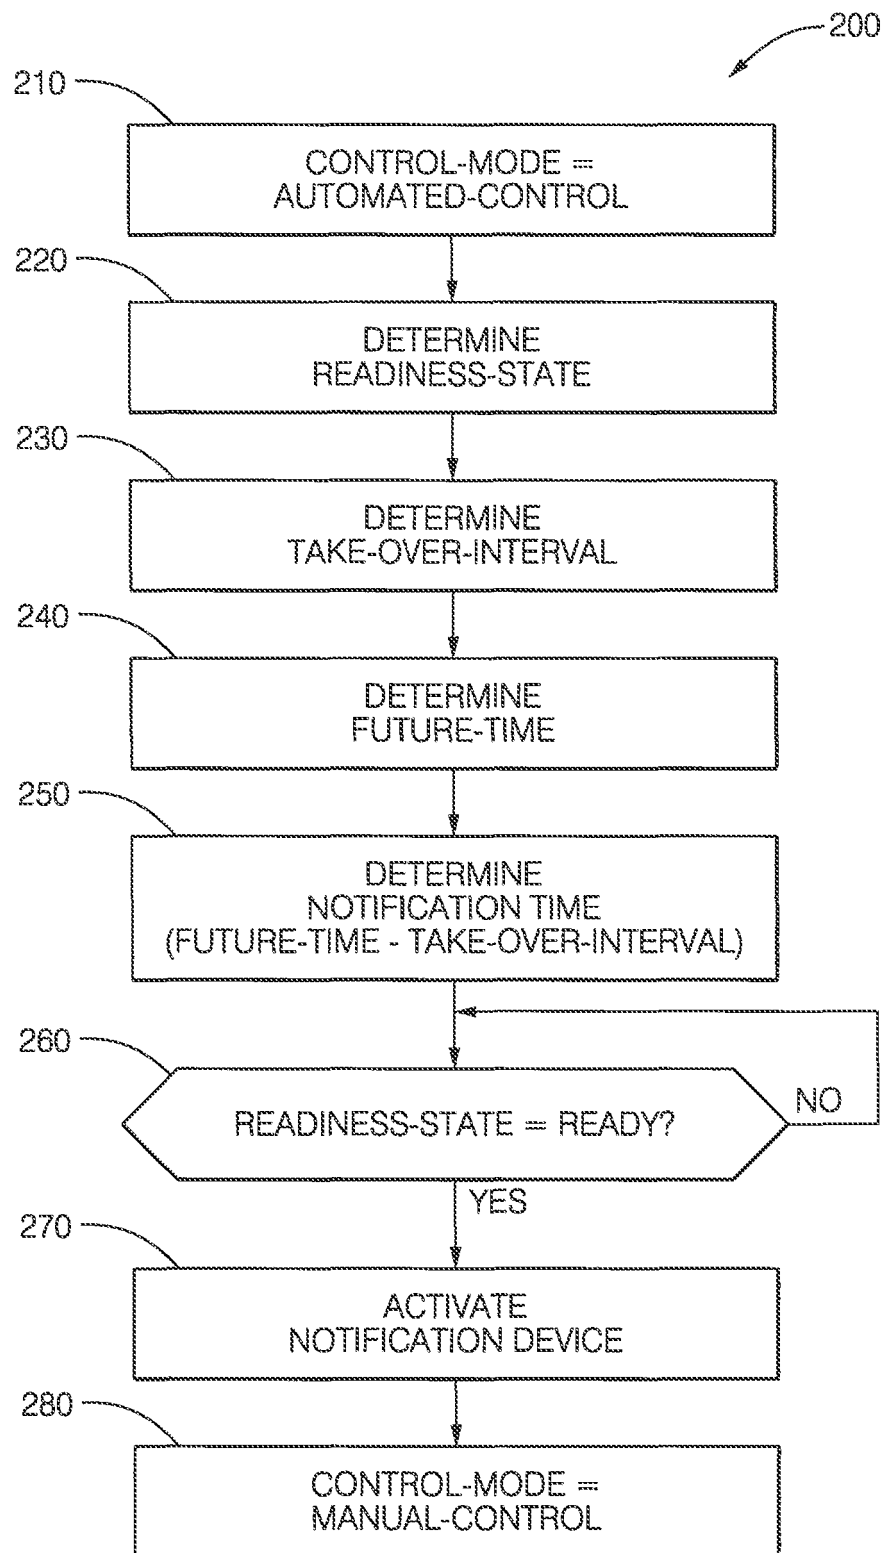 200
210
CONTROL-MODE =
AUTOMATED-CONTROL
220
DETERMINE
READINESS-STATE
230
DETERMINE
TAKE-OVER-INTERVAL
240
DETERMINE
FUTURE-TIME
250
DETERMINE
NOTIFICATION TIME
(FUTURE-TIME - TAKE-OVER-INTERVAL)
260
READINESS-STATE = READY?
NO
YES
270
ACTIVATE
NOTIFICATION DEVICE
280
CONTROL-MODE =
MANUAL-CONTROL